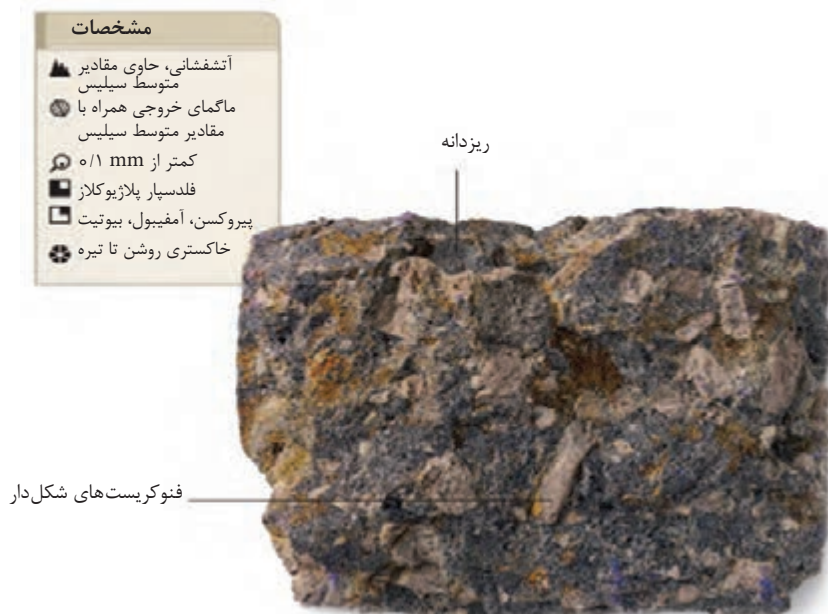 مشخصات
آتشفشانی، حاوی مقادیر
متوسط سیلیس
ماگمای خروجی همراه با
مقادیر متوسط سیلیس
کمتر از ۰/۱ mm
فلدسپار پلاژیوکلاز
پیروکسن، آمفیبول، بیوتیت
خاکستری روشن تا تیره
ریزدانه
فنوکریست‌های شکل‌دار